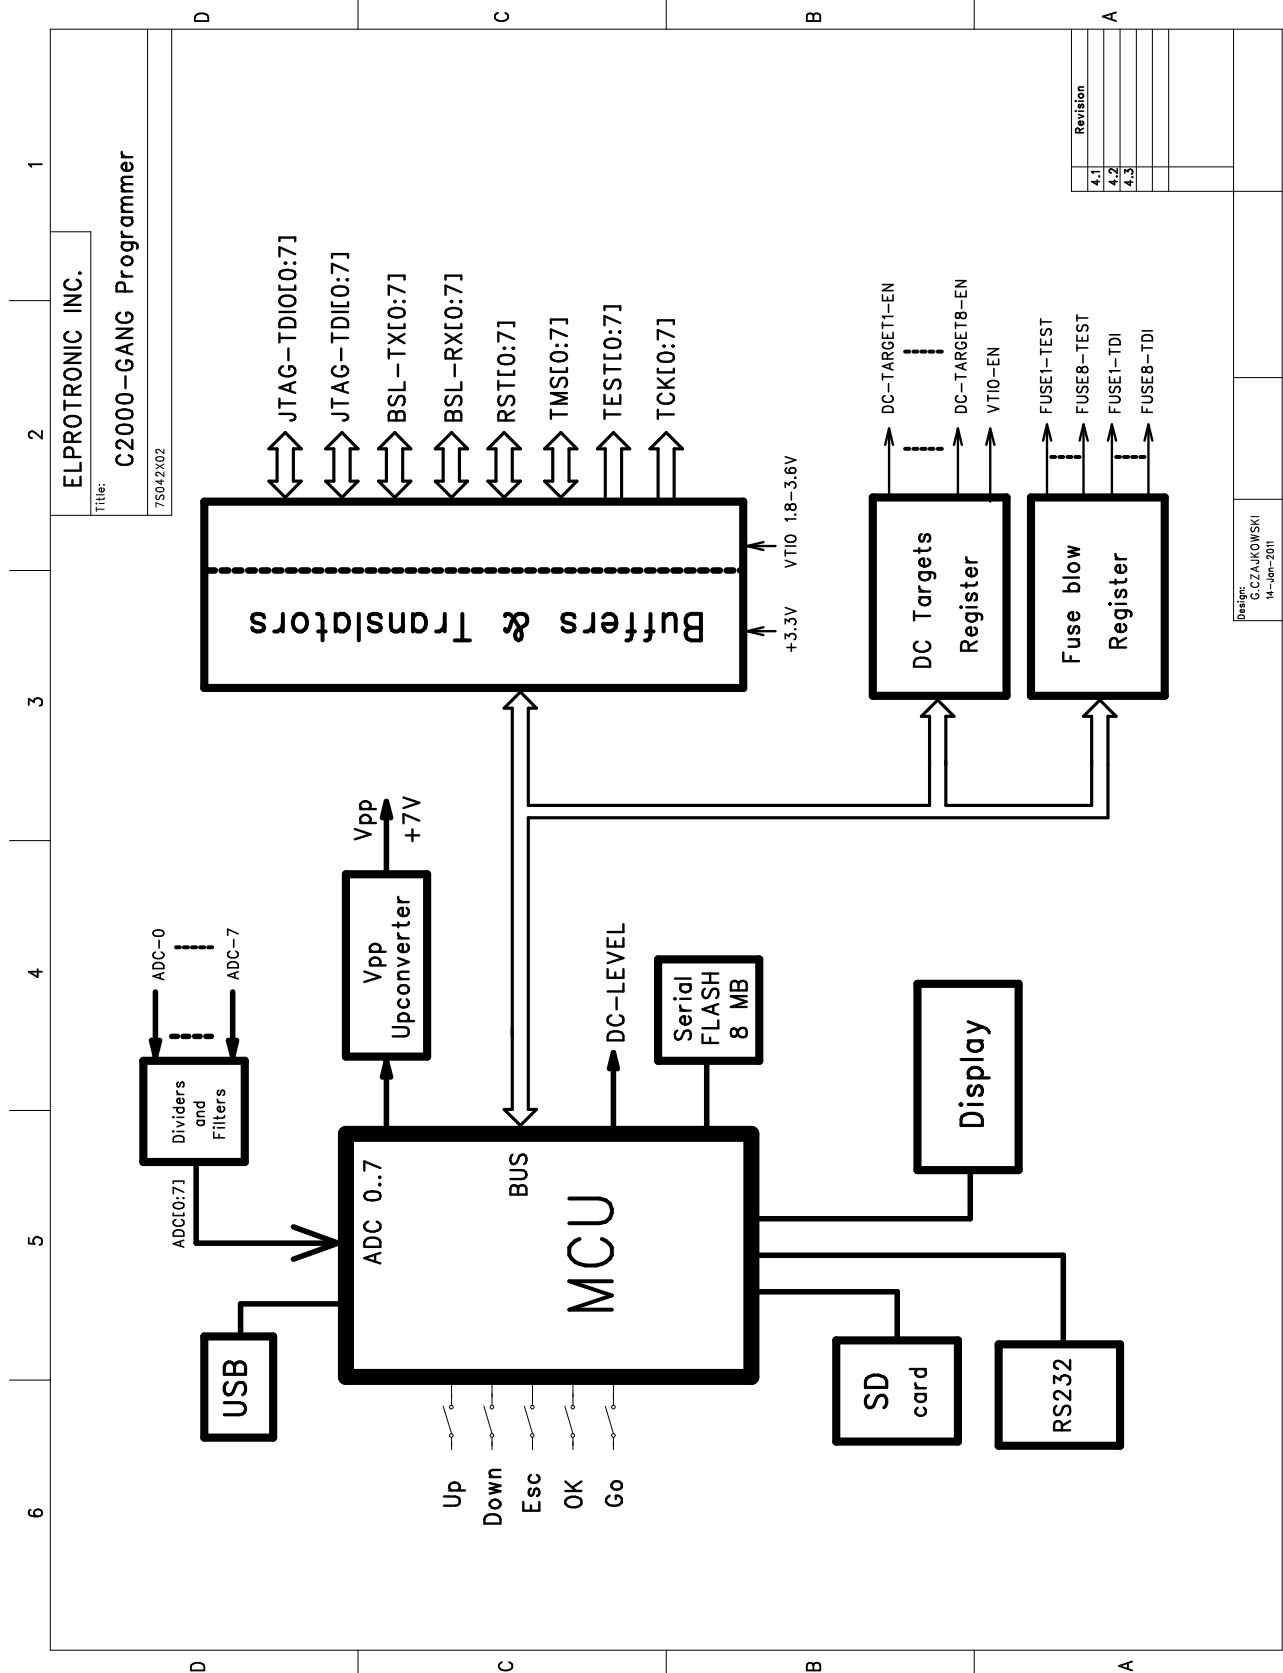 ELPROTRONIC INC.
Title:
C2000-GANG Programmer
7S042X02
6
5
4
3
2
1
D
C
B
A
D
C
B
A
USB
ADC[0:7]
Dividers
and
Filters
ADC-0
ADC-7
ADC 0..7
BUS
MCU
Vpp
Upconverter
Vpp
+7V
DC-LEVEL
Serial
FLASH
8 MB
Up
Down
Esc
OK
Go
SD
card
RS232
Display
Buffers & Translators
+3.3V
VTIO 1.8-3.6V
JTAG-TDIO[0:7]
JTAG-TDI[0:7]
BSL-TX[0:7]
BSL-RX[0:7]
RST[0:7]
TMS[0:7]
TEST[0:7]
TCK[0:7]
DC Targets
Register
DC-TARGET1-EN
DC-TARGET8-EN
VTIO-EN
Fuse blow
Register
FUSE1-TEST
FUSE8-TEST
FUSE1-TDI
FUSE8-TDI
Revision
4.1
4.2
4.3
Design:
G.CZAJKOWSKI
14-Jan-2011